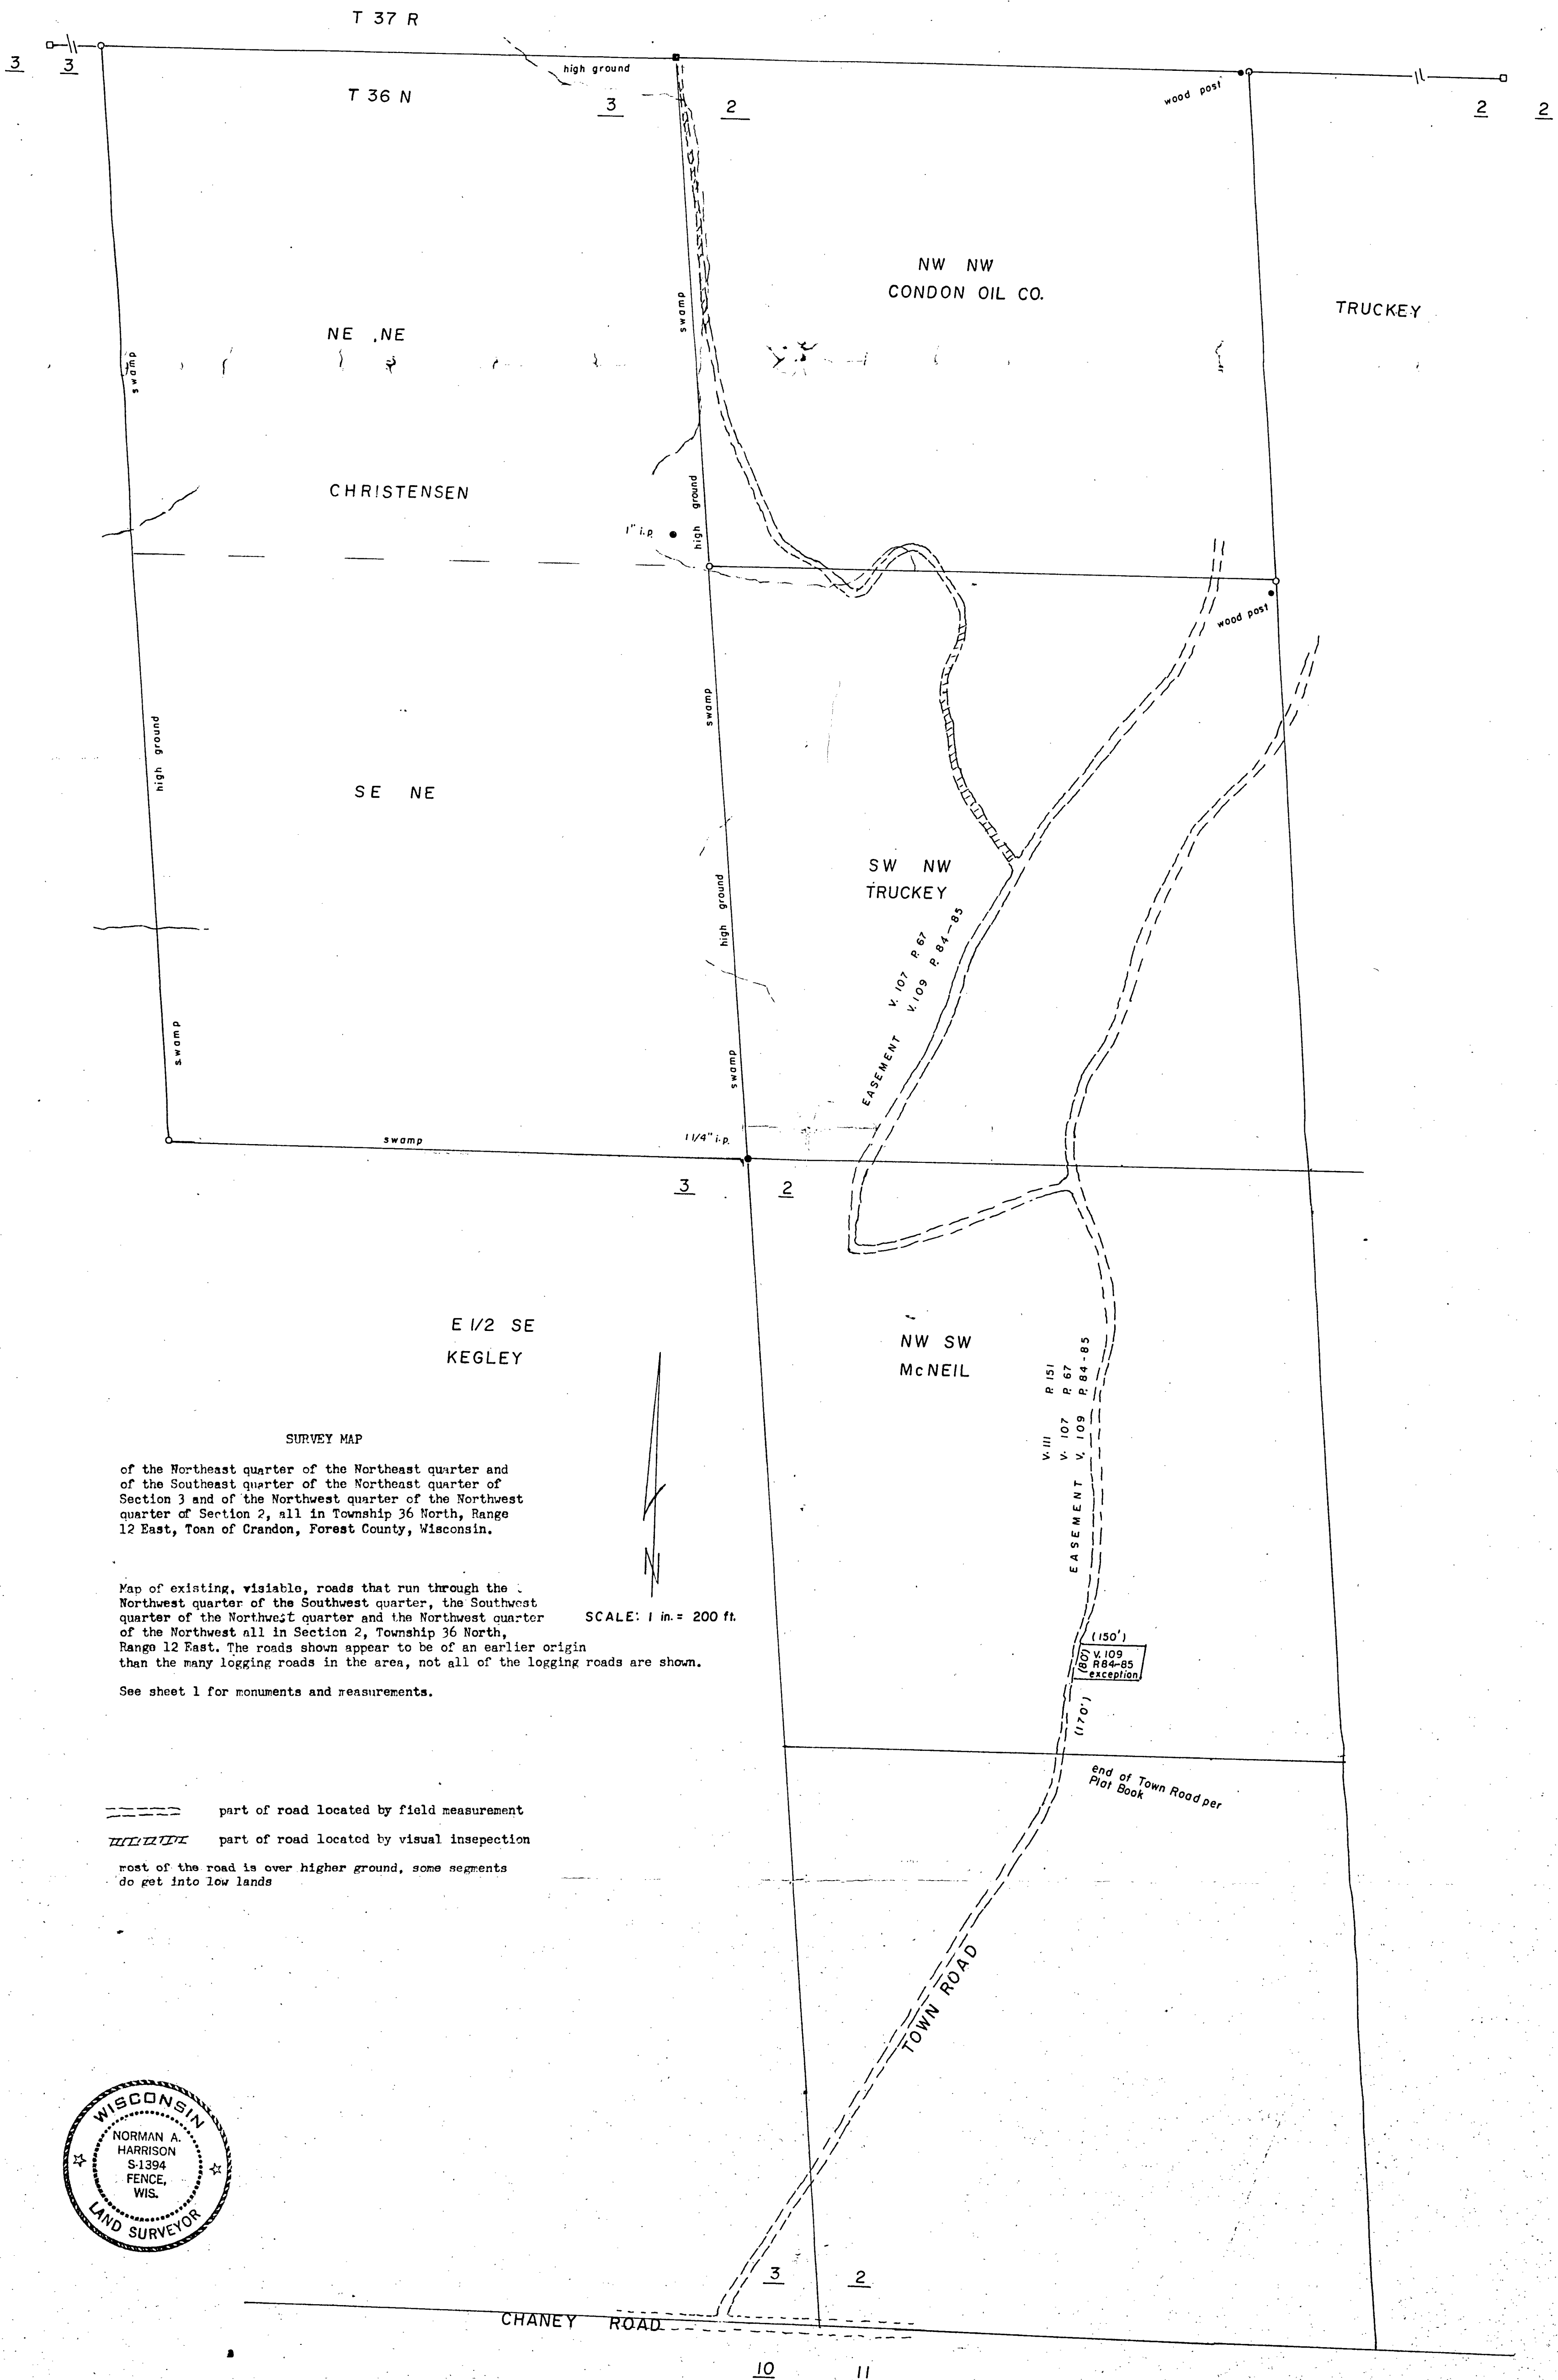 T 37 R
3 3
high ground
T 36 N
3 2
wood post
2 2
NW NW
CONDON OIL CO.
TRUCKEY
swamp
NE NE
swamp
CHRISTENSEN
high ground
1" i.p.
wood post
swamp
high ground
SE NE
SW NW
TRUCKEY
high ground
EASEMENT V. 107 P. 67
V. 109 P. 84-85
swamp
swamp
swamp
1 1/4" i.p.
3 2
E 1/2 SE
KEGLEY
NW SW
McNEIL
V. 111 P. 151
V. 107 P. 67
EASEMENT V. 109 P. 84-85
SURVEY MAP
of the Northeast quarter of the Northeast quarter and
of the Southeast quarter of the Northeast quarter of
Section 3 and of the Northwest quarter of the Northwest
quarter of Section 2, all in Township 36 North, Range
12 East, Toan of Crandon, Forest County, Wisconsin.
Map of existing, visiable, roads that run through the
Northwest quarter of the Southwest quarter, the Southwest
quarter of the Northwest quarter and the Northwest quarter
of the Northwest all in Section 2, Township 36 North,
Range 12 East. The roads shown appear to be of an earlier origin
than the many logging roads in the area, not all of the logging roads are shown.
See sheet 1 for monuments and measurements.
N
SCALE: 1 in. = 200 ft.
(150')
(80')
V. 109
P. 84-85
exception
(170')
end of Town Road per
Plat Book
part of road located by field measurement
part of road located by visual insepection
most of the road is over higher ground, some segments
do get into low lands
TOWN ROAD
WISCONSIN
NORMAN A.
HARRISON
S-1394
FENCE,
WIS.
LAND SURVEYOR
3 2
CHANEY ROAD
10 11